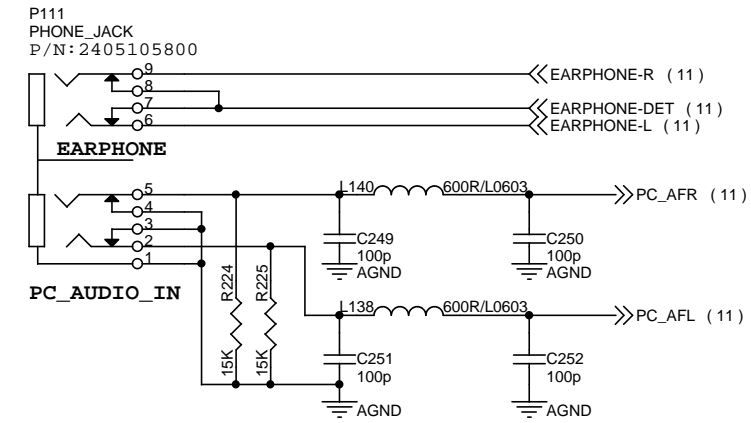 P111
PHONE_JACK
P/N:2405105800
9
8
7
6
EARPHONE-R (11)
EARPHONE-DET (11)
EARPHONE-L (11)
EARPHONE
5
4
3
2
1
L140
600R/L0603
PC_AFR (11)
C249
100p
AGND
C250
100p
AGND
PC_AUDIO_IN
R224
15K
R225
15K
L138
600R/L0603
PC_AFL (11)
C251
100p
AGND
C252
100p
AGND